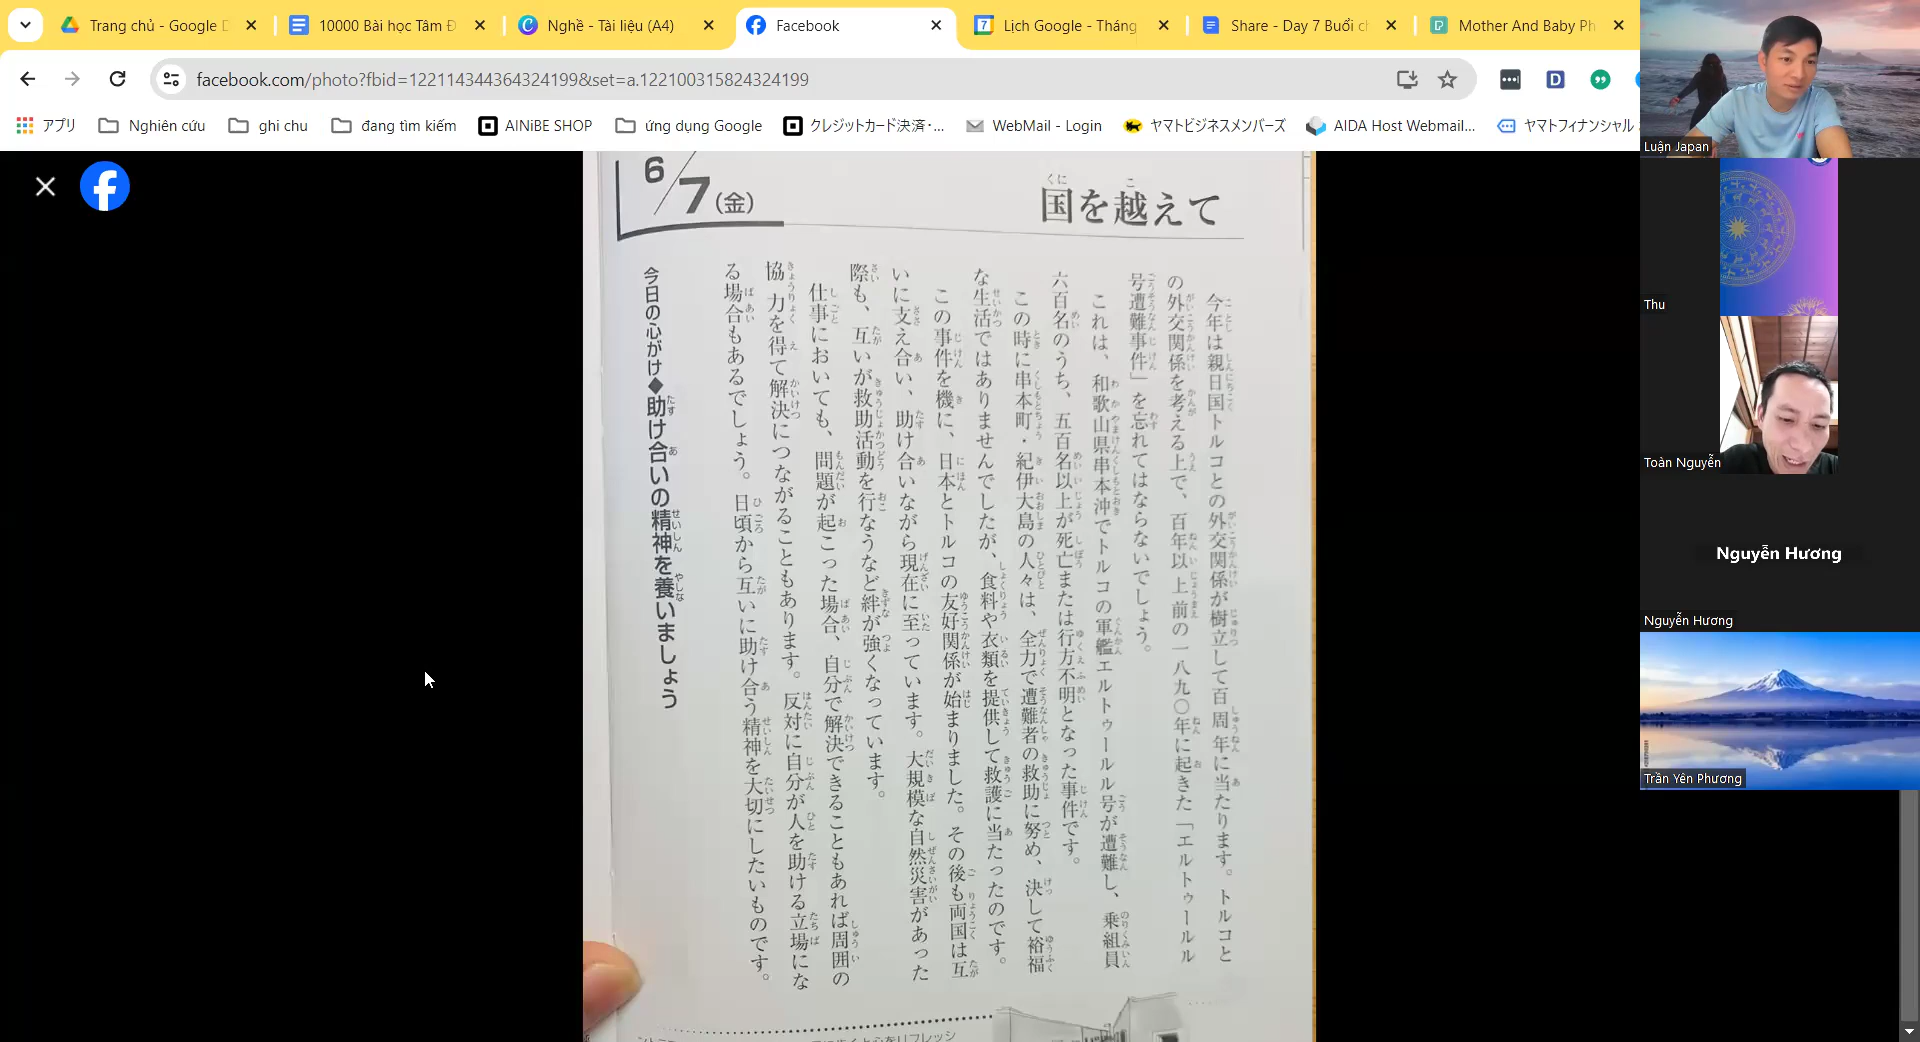 Trang chủ - Google D
10000 Bài học Tâm Đ
Nghề - Tài liệu (A4)
Facebook
Lịch Google - Tháng
Share - Day 7 Buổi ch
Mother And Baby Ph
facebook.com/photo?fbid=122114344364324199&set=a.122100315824324199
アプリ
Nghiên cứu
ghi chu
đang tìm kiếm
AINiBE SHOP
ứng dụng Google
クレジットカード決済・...
WebMail - Login
ヤマトビジネスメンバーズ
AIDA Host Webmail...
ヤマトフィナンシャル
6/7(金)
国を越えて
今年は親日国トルコとの外交関係が樹立して百周年に当たります。トルコと
の外交関係を考える上で、百年以上前の一八九〇年に起きた「エルトゥールル
号遭難事件」を忘れてはならないでしょう。
これは、和歌山県串本沖でトルコの軍艦エルトゥールル号が遭難し、乗組員
六百名のうち、五百名以上が死亡または行方不明となった事件です。
この時に串本町・紀伊大島の人々は、全力で遭難者の救助に努め、決して裕福
な生活ではありませんでしたが、食料や衣類を提供して救護に当たったのです。
この事件を機に、日本とトルコの友好関係が始まりました。その後も両国は互
いに支え合い、助け合いながら現在に至っています。大規模な自然災害があった
際も、互いが救助活動を行なうなど絆が強くなっています。
仕事においても、問題が起こった場合、自分で解決できることもあれば周囲の
協力を得て解決につながることもあります。反対に自分が人を助ける立場にな
る場合もあるでしょう。日頃から互いに助け合う精神を大切にしたいものです。
今日の心がけ◆助け合いの精神を養いましょう
Luận Japan
Thu
Toàn Nguyễn
Nguyễn Hương
Nguyễn Hương
Trần Yên Phương